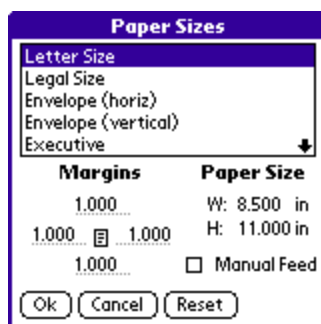 Paper Sizes
Letter Size
Legal Size
Envelope (horiz)
Envelope (vertical)
Executive
Margins
1.000
1.000 1.000
1.000
Paper Size
W: 8.500 in
H: 11.000 in
Manual Feed
Ok Cancel Reset